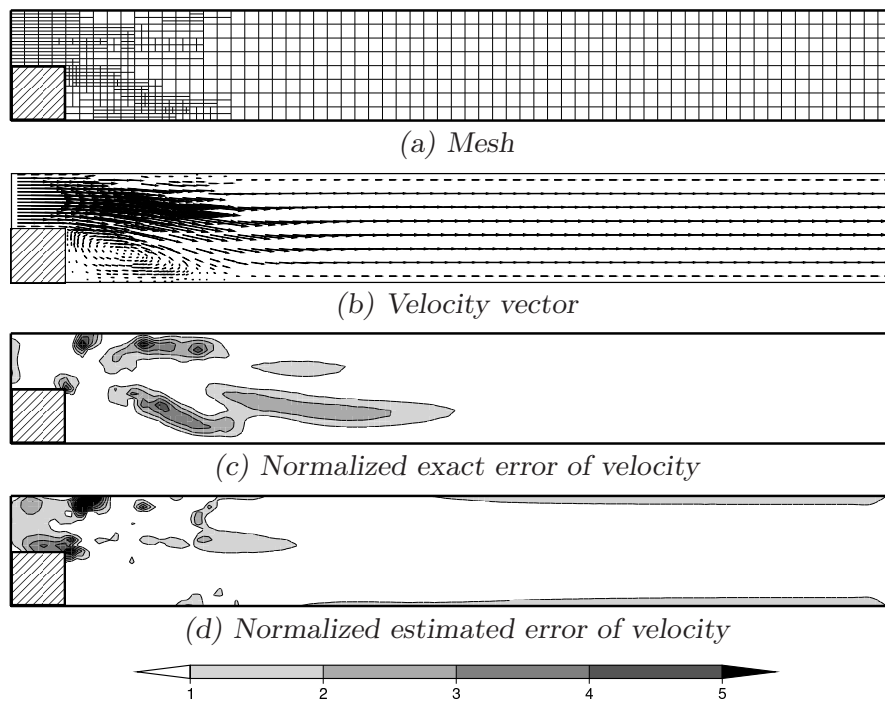 (a) Mesh
(b) Velocity vector
(c) Normalized exact error of velocity
(d) Normalized estimated error of velocity
1 2 3 4 5